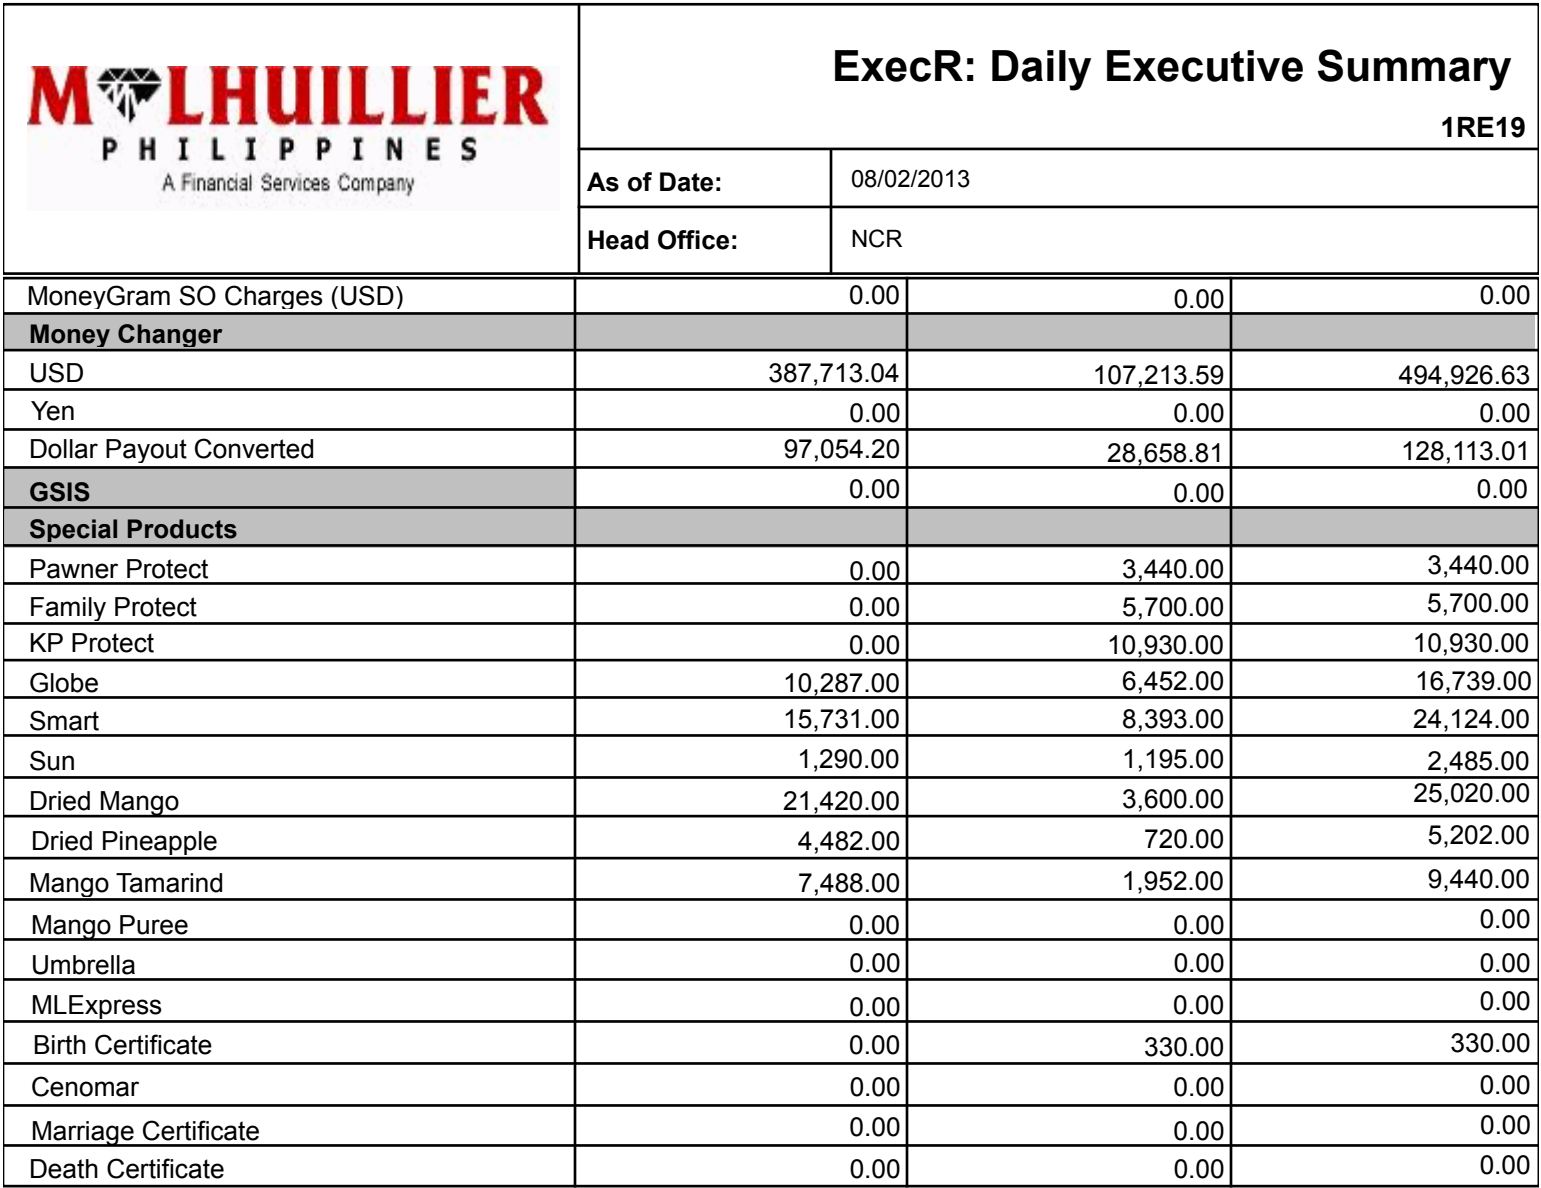 M LHUILLIER
PHILIPPINES
A Financial Services Company
ExecR: Daily Executive Summary
1RE19
As of Date: 08/02/2013
Head Office: NCR
MoneyGram SO Charges (USD) 0.00 0.00 0.00
Money Changer
USD 387,713.04 107,213.59 494,926.63
Yen 0.00 0.00 0.00
Dollar Payout Converted 97,054.20 28,658.81 128,113.01
GSIS 0.00 0.00 0.00
Special Products
Pawner Protect 0.00 3,440.00 3,440.00
Family Protect 0.00 5,700.00 5,700.00
KP Protect 0.00 10,930.00 10,930.00
Globe 10,287.00 6,452.00 16,739.00
Smart 15,731.00 8,393.00 24,124.00
Sun 1,290.00 1,195.00 2,485.00
Dried Mango 21,420.00 3,600.00 25,020.00
Dried Pineapple 4,482.00 720.00 5,202.00
Mango Tamarind 7,488.00 1,952.00 9,440.00
Mango Puree 0.00 0.00 0.00
Umbrella 0.00 0.00 0.00
MLExpress 0.00 0.00 0.00
Birth Certificate 0.00 330.00 330.00
Cenomar 0.00 0.00 0.00
Marriage Certificate 0.00 0.00 0.00
Death Certificate 0.00 0.00 0.00